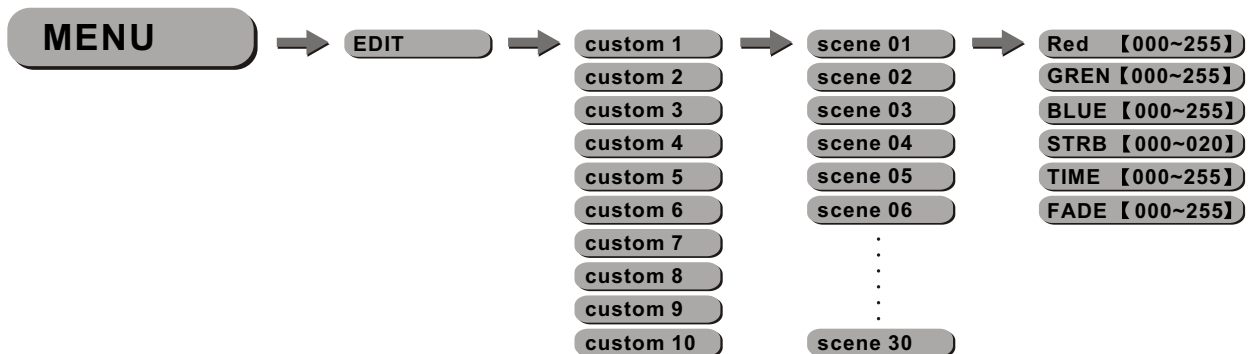 MENU
EDIT
custom 1
custom 2
custom 3
custom 4
custom 5
custom 6
custom 7
custom 8
custom 9
custom 10
scene 01
scene 02
scene 03
scene 04
scene 05
scene 06
scene 30
Red 【000~255】
GREN【000~255】
BLUE 【000~255】
STRB 【000~020】
TIME 【000~255】
FADE【000~255】